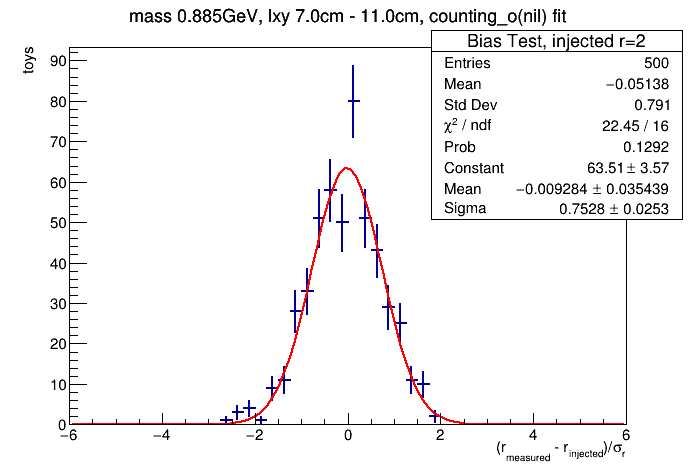 mass 0.885GeV, lxy 7.0cm - 11.0cm, counting_o(nil) fit
toys
Bias Test, injected r=2
Entries 500
Mean −0.05138
Std Dev 0.791
χ² / ndf 22.45 / 16
Prob 0.1292
Constant 63.51 ± 3.57
Mean −0.009284 ± 0.035439
Sigma 0.7528 ± 0.0253
90
80
70
60
50
40
30
20
10
0
−6 −4 −2 0 2 4 6
(r_measured - r_injected)/σ_r